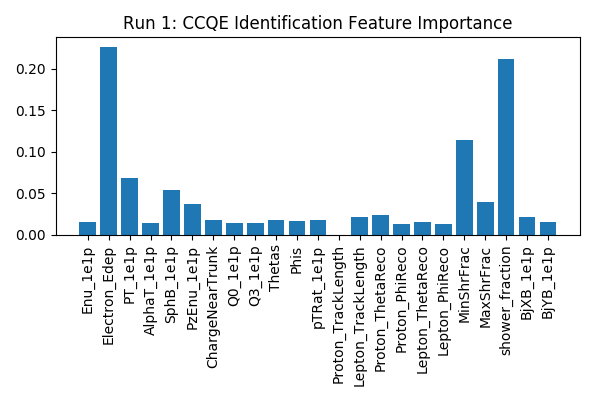 Run 1: CCQE Identification Feature Importance
0.20
0.15
0.10
0.05
0.00
Enu_1e1p
Electron_Edep
PT_1e1p
AlphaT_1e1p
SphB_1e1p
PzEnu_1e1p
ChargeNearTrunk
Q0_1e1p
Q3_1e1p
Thetas
Phis
pTRat_1e1p
Proton_TrackLength
Lepton_TrackLength
Proton_ThetaReco
Proton_PhiReco
Lepton_ThetaReco
Lepton_PhiReco
MinShrFrac
MaxShrFrac
shower_fraction
BjXB_1e1p
BjYB_1e1p